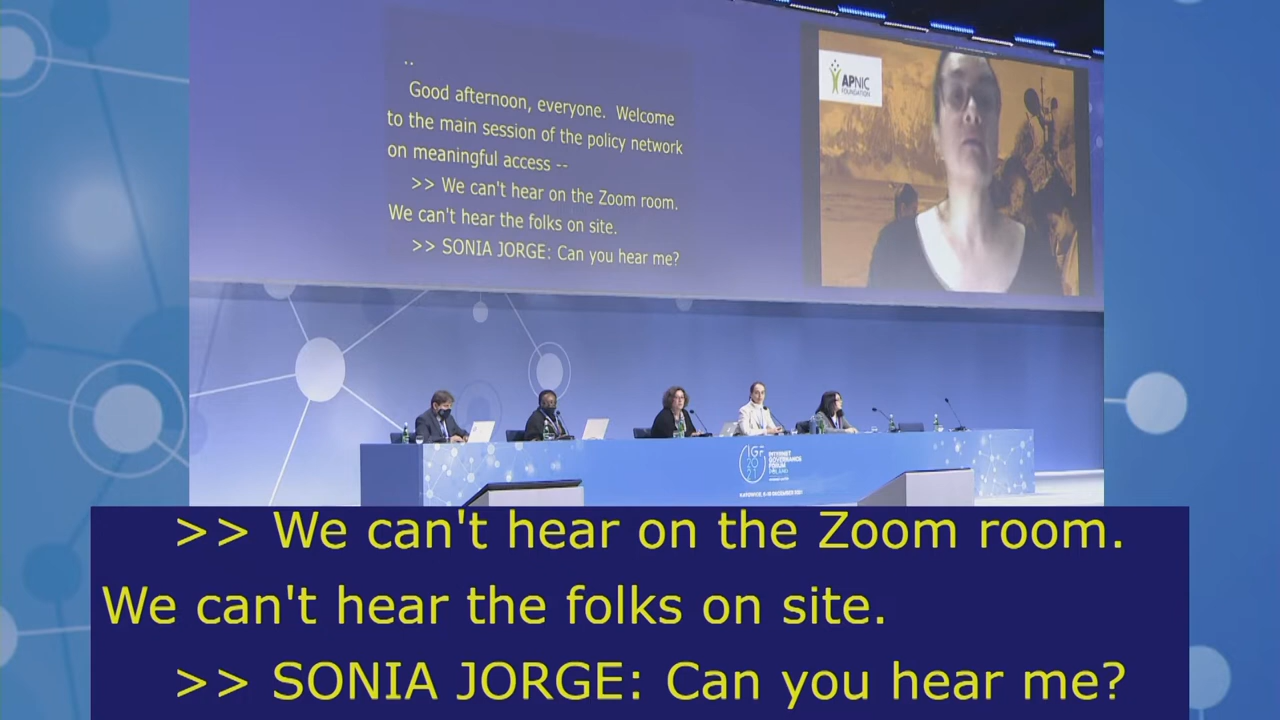 ..
Good afternoon, everyone. Welcome
to the main session of the policy network
on meaningful access --
>> We can't hear on the Zoom room.
We can't hear the folks on site.
>> SONIA JORGE: Can you hear me?
APNIC
FOUNDATION
IGF
20
21
INTERNET
GOVERNANCE
FORUM
POLAND
>> We can't hear on the Zoom room.
We can't hear the folks on site.
>> SONIA JORGE: Can you hear me?